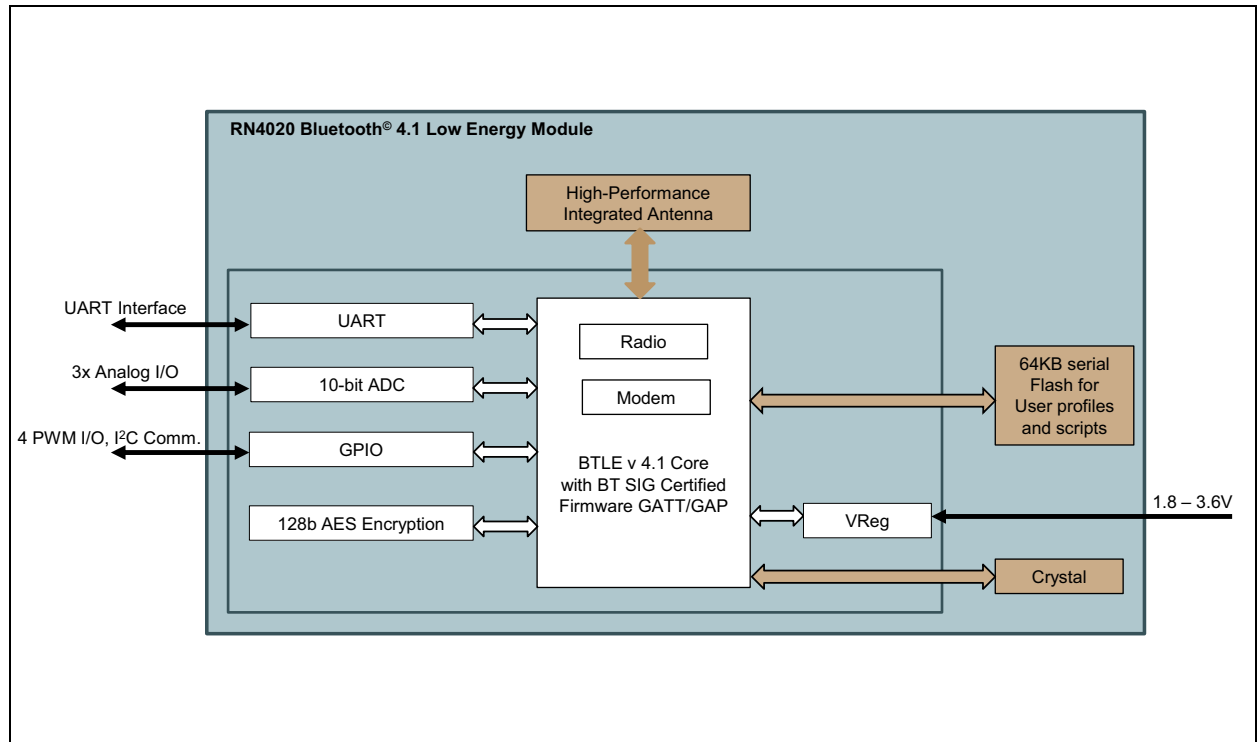 RN4020 Bluetooth© 4.1 Low Energy Module
High-Performance
Integrated Antenna
UART Interface
UART
Radio
3x Analog I/O
10-bit ADC
Modem
64KB serial
Flash for
User profiles
and scripts
4 PWM I/O, I²C Comm.
GPIO
BTLE v 4.1 Core
with BT SIG Certified
Firmware GATT/GAP
128b AES Encryption
VReg
1.8 – 3.6V
Crystal